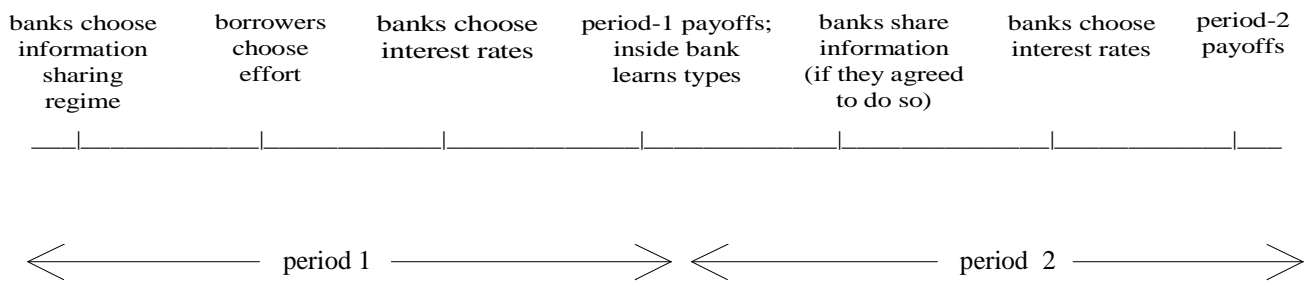 banks choose
information
sharing
regime
borrowers
choose
effort
banks choose
interest rates
period-1 payoffs;
inside bank
learns types
banks share
information
(if they agreed
to do so)
banks choose
interest rates
period-2
payoffs
period 1
period 2